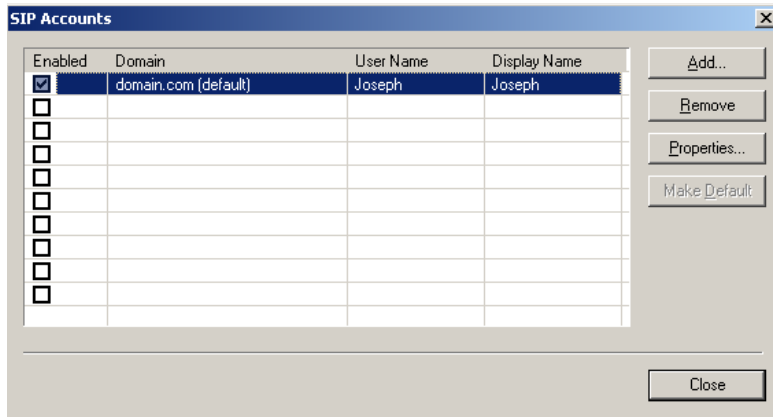 SIP Accounts
Enabled Domain User Name Display Name
domain.com (default) Joseph Joseph
Add...
Remove
Properties...
Make Default
Close